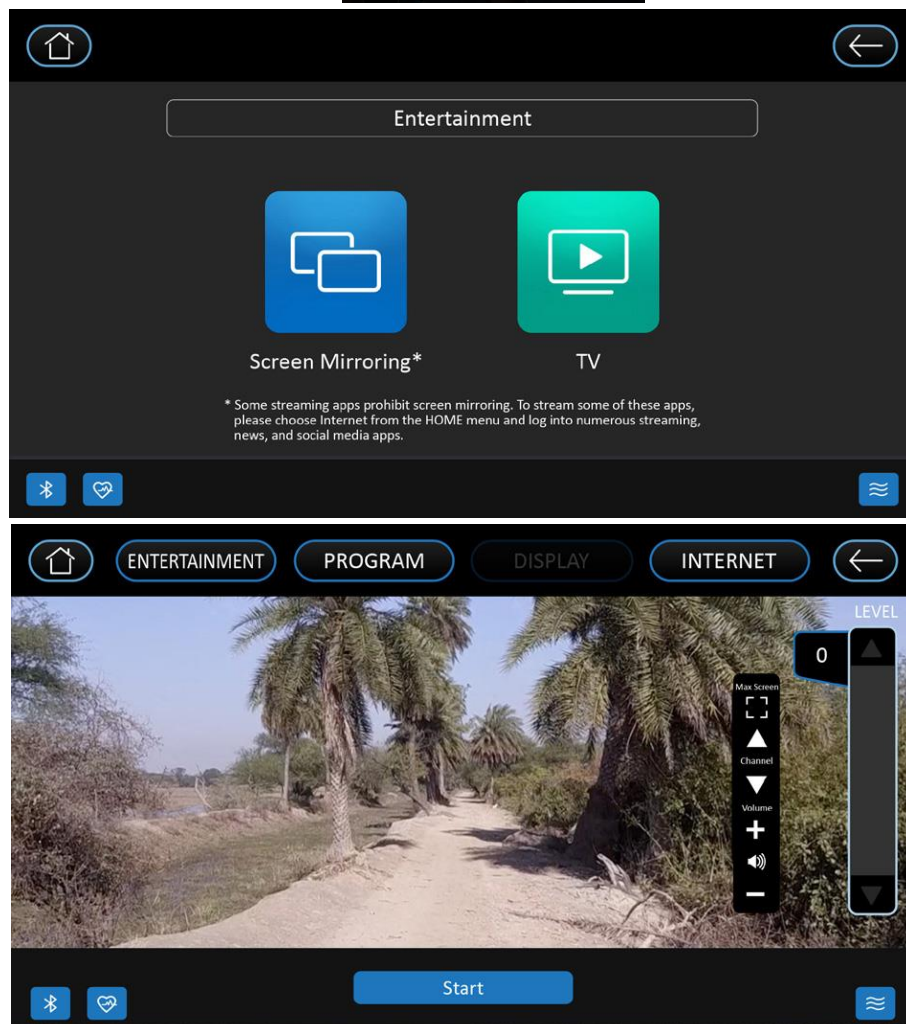 Entertainment
Screen Mirroring*
TV
* Some streaming apps prohibit screen mirroring. To stream some of these apps,
please choose Internet from the HOME menu and log into numerous streaming,
news, and social media apps.
ENTERTAINMENT
PROGRAM
DISPLAY
INTERNET
LEVEL
0
Max Screen
Channel
Volume
Start